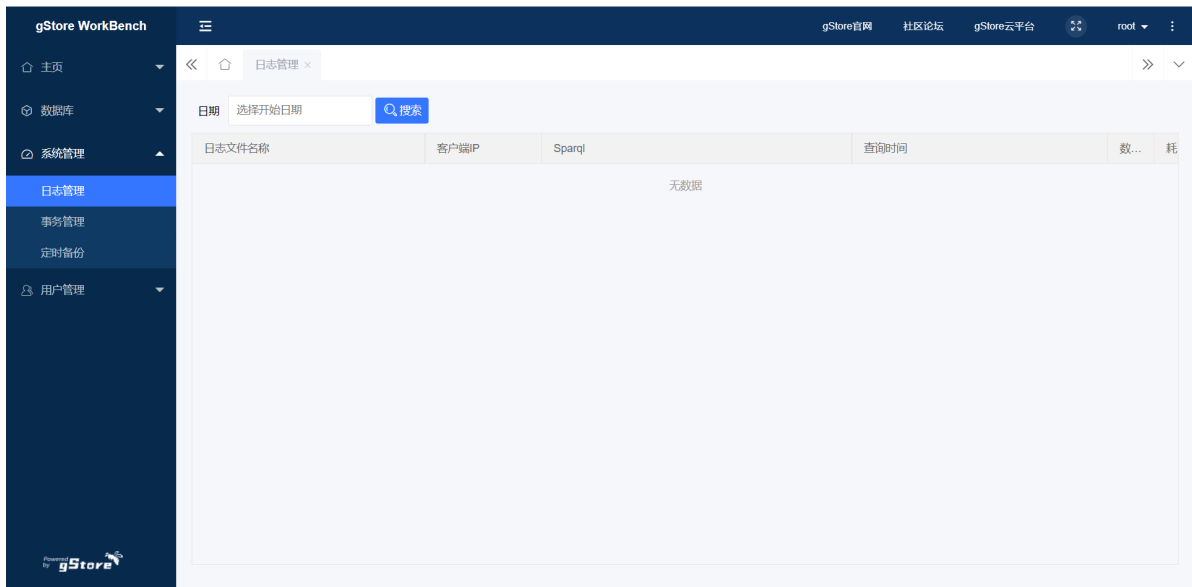 gStore WorkBench
gStore官网 社区论坛 gStore云平台 root
主页
日志管理 ×
数据库
日期 选择开始日期 搜索
系统管理
日志文件名称 客户端IP Sparql 查询时间 数... 耗
日志管理
无数据
事务管理
定时备份
用户管理
Powered by gStore